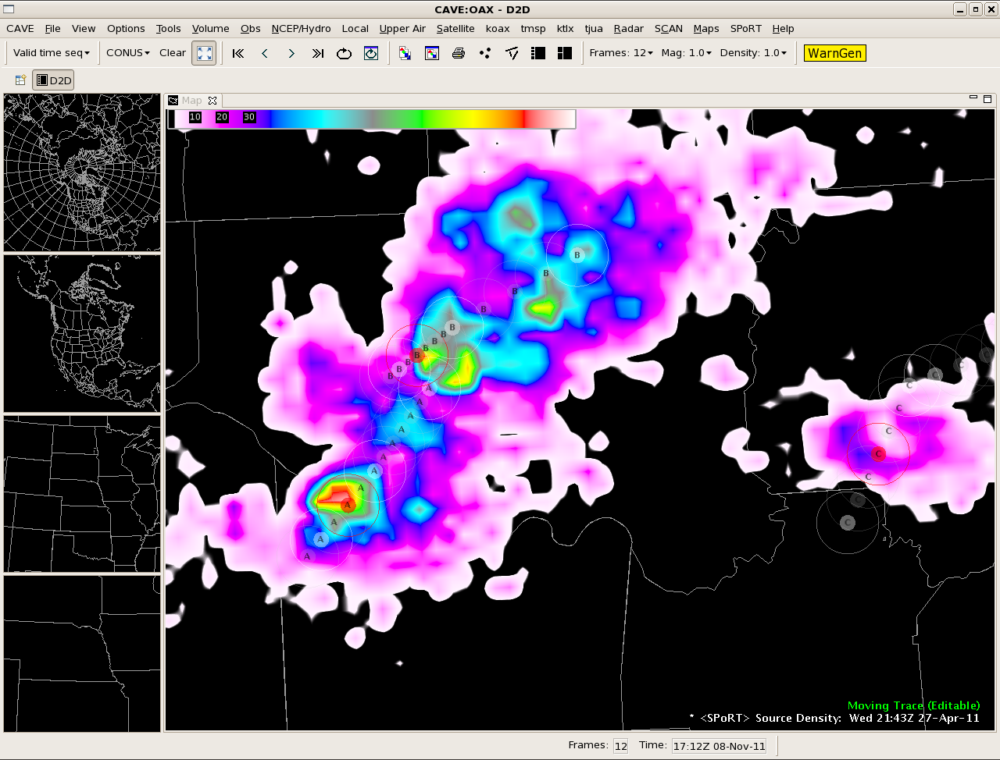 CAVE:OAX - D2D
CAVE File View Options Tools Volume Obs NCEP/Hydro Local Upper Air Satellite koax tmsp ktlx tjua Radar SCAN Maps SPoRT Help
Valid time seq CONUS Clear Frames: 12 Mag: 1.0 Density: 1.0 WarnGen
D2D
Map
10 20 30
B
B
B
B
B
B
B
B
B
B
B
B
A
A
A
A
A
A
A
A
A
A
A
A
C
C
C
C
C
C
C
C
C
C
Moving Trace (Editable)
* <SPoRT> Source Density: Wed 21:43Z 27-Apr-11
Frames: 12 Time: 17:12Z 08-Nov-11